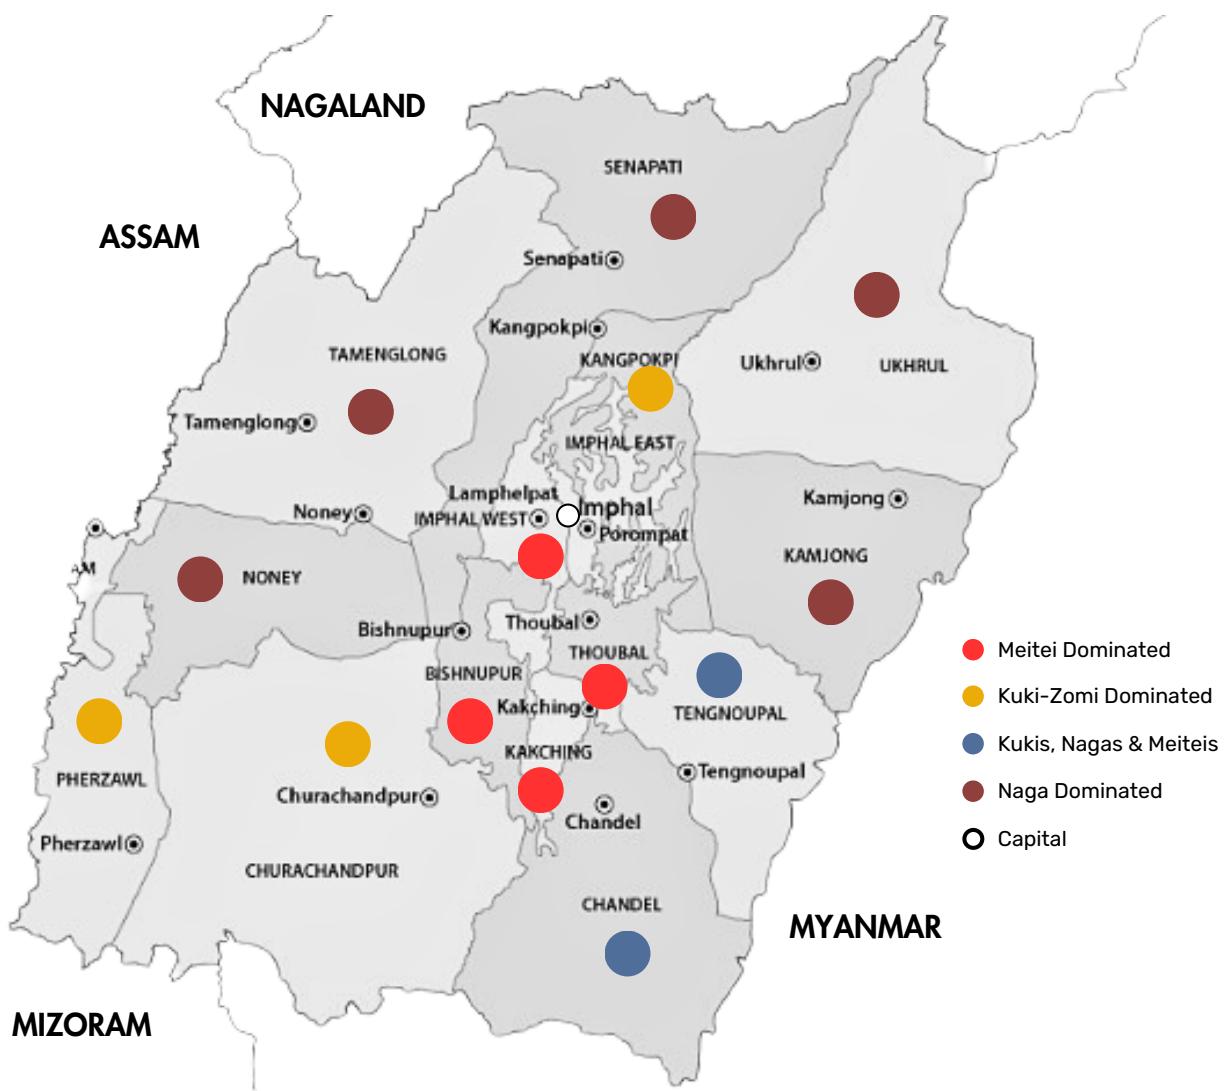 NAGALAND
SENAPATI
ASSAM
Senapati
Kangpokpi
TAMENGLONG
KANGPOKPI
Ukhrul
UKHRUL
Tamenglong
IMPHAL EAST
Lamphelpat
Kamjong
Noney
IMPHAL WEST
Imphal
Porompat
KAMJONG
AM
NONEY
Thoubal
Bishnupur
THOUBAL
Meitei Dominated
BISHNUPUR
Kuki-Zomi Dominated
Kakching
TENGNOUPAL
Kukis, Nagas & Meiteis
KAKCHING
PHERZAWL
Tengnoupal
Naga Dominated
Churachandpur
Chandel
Capital
Pherzawl
CHURACHANDPUR
CHANDEL
MYANMAR
MIZORAM